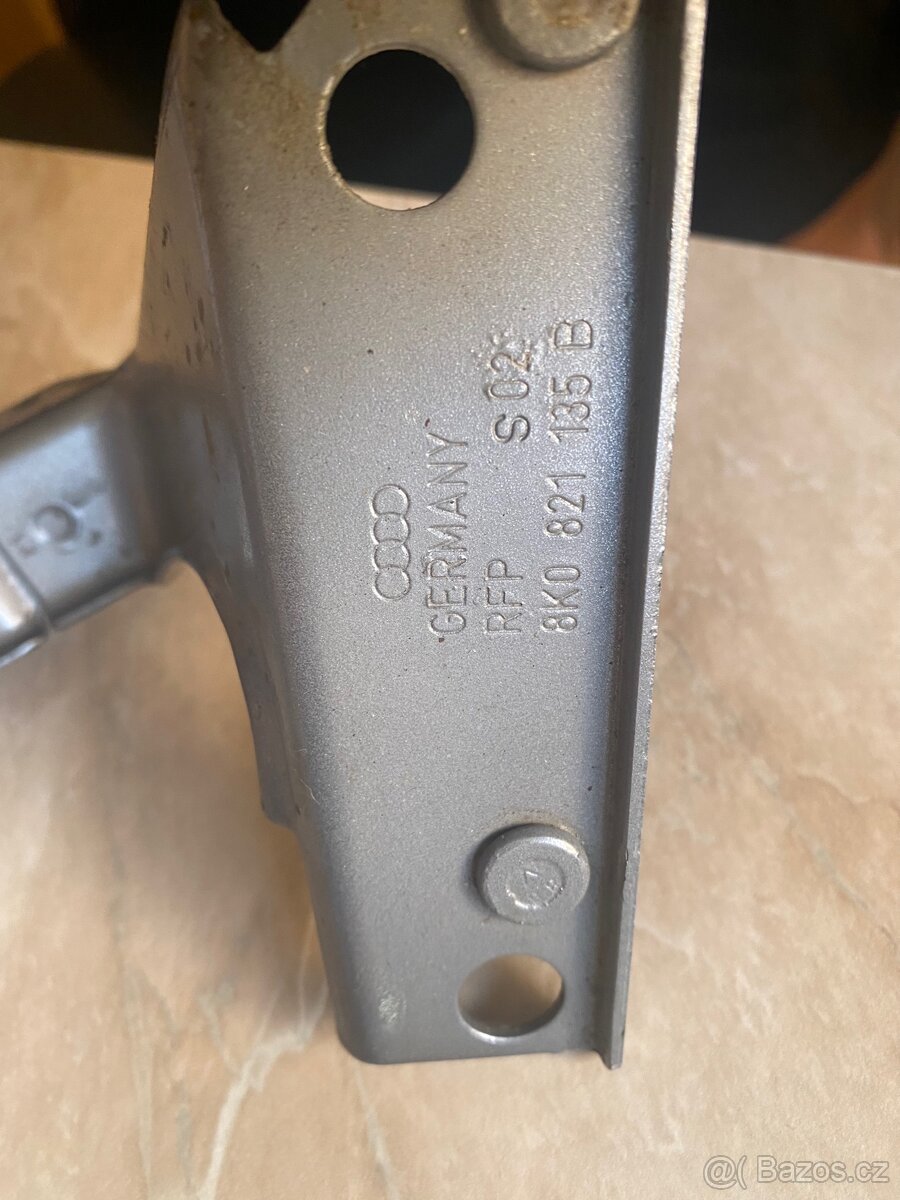 GERMANY
RFP S 02
8K0 821 135 B
@( Bazos.cz